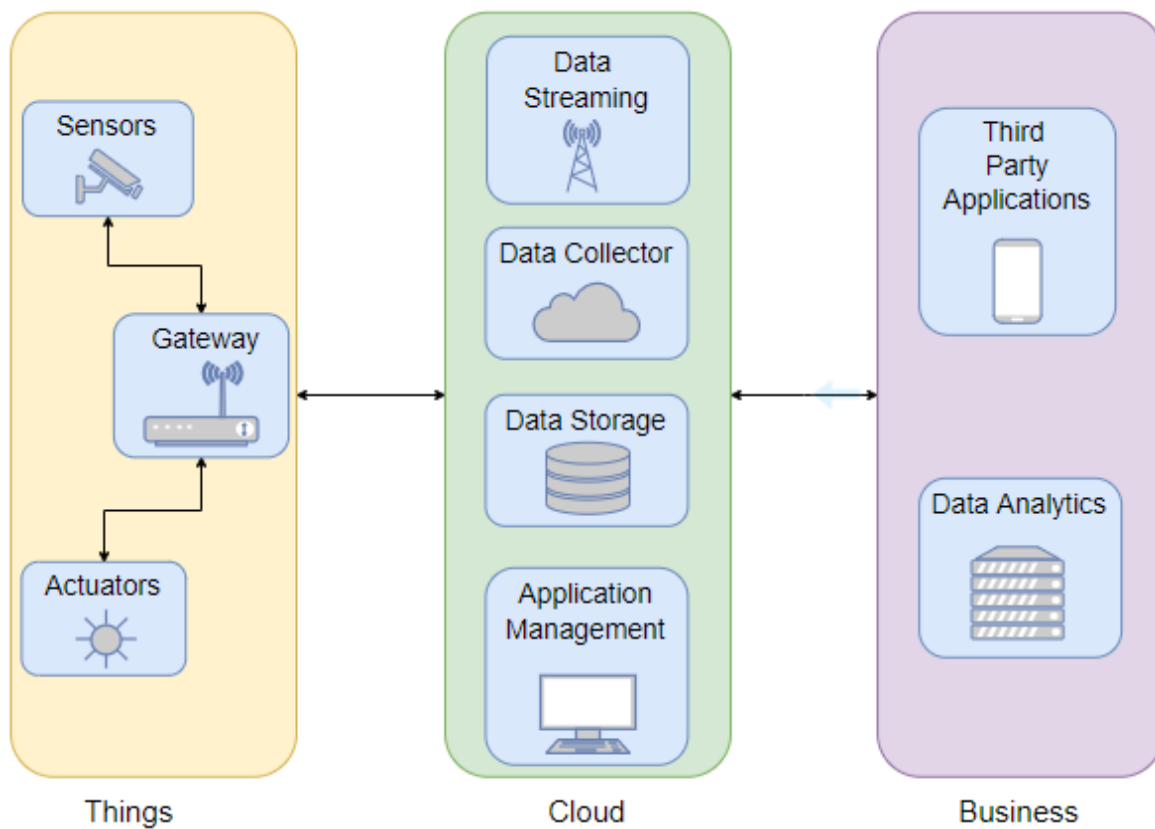 Sensors
Gateway
Actuators
Things
Data
Streaming
Data Collector
Data Storage
Application
Management
Cloud
Third
Party
Applications
Data Analytics
Business